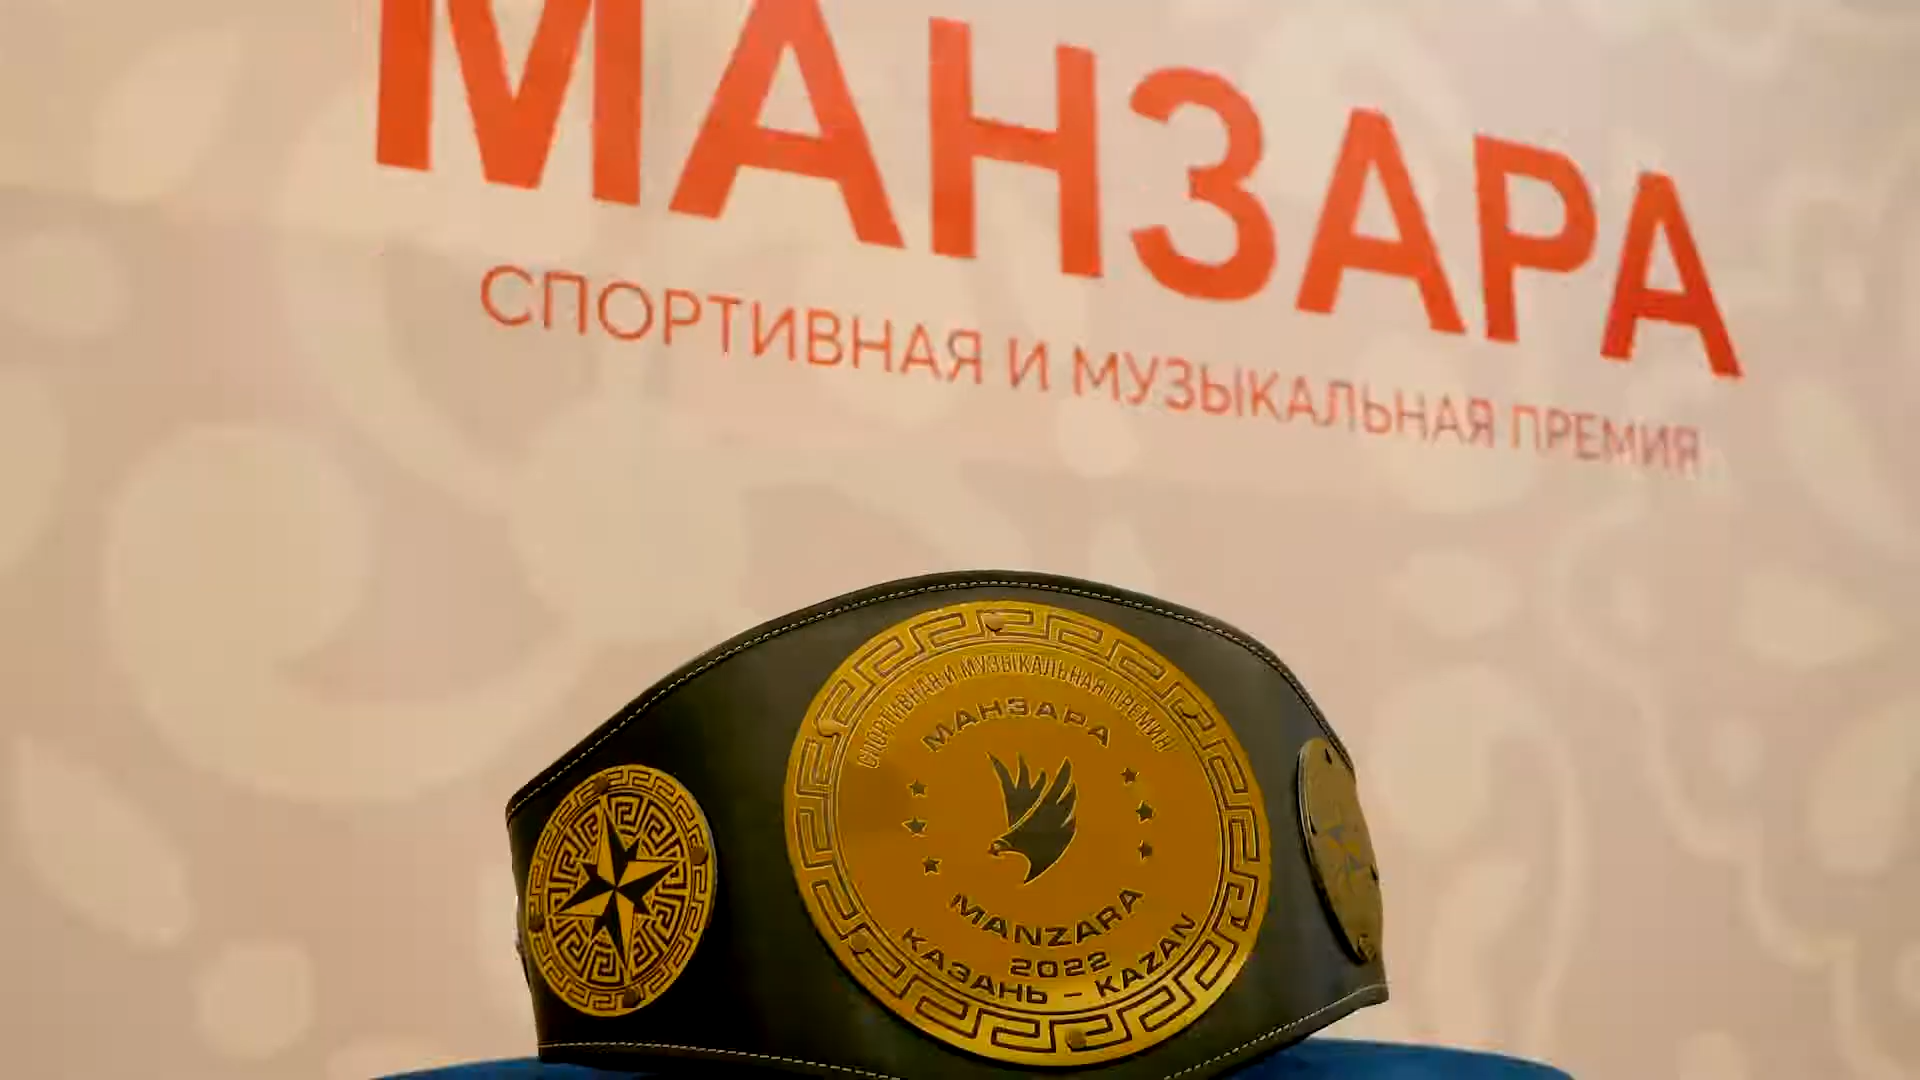 МАНЗАРА
СПОРТИВНАЯ И МУЗЫКАЛЬНАЯ ПРЕМИЯ
СПОРТИВНАЯ И МУЗЫКАЛЬНАЯ ПРЕМИЯ
МАНЗАРА
MANZARA
2022
КАЗАНЬ – KAZAN